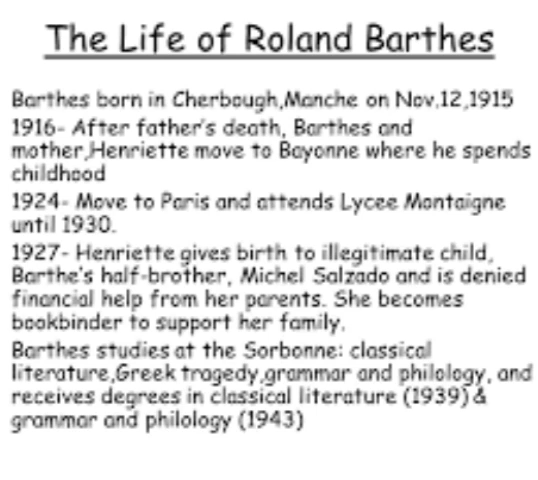 The Life of Roland Barthes
Barthes born in Cherbough,Manche on Nov.12,1915
1916- After father's death, Barthes and
mother,Henriette move to Bayonne where he spends
childhood
1924- Move to Paris and attends Lycee Montaigne
until 1930.
1927- Henriette gives birth to illegitimate child,
Barthe's half-brother, Michel Salzado and is denied
financial help from her parents. She becomes
bookbinder to support her family.
Barthes studies at the Sorbonne: classical
literature,Greek tragedy,grammar and philology, and
receives degrees in classical literature (1939) &
grammar and philology (1943)